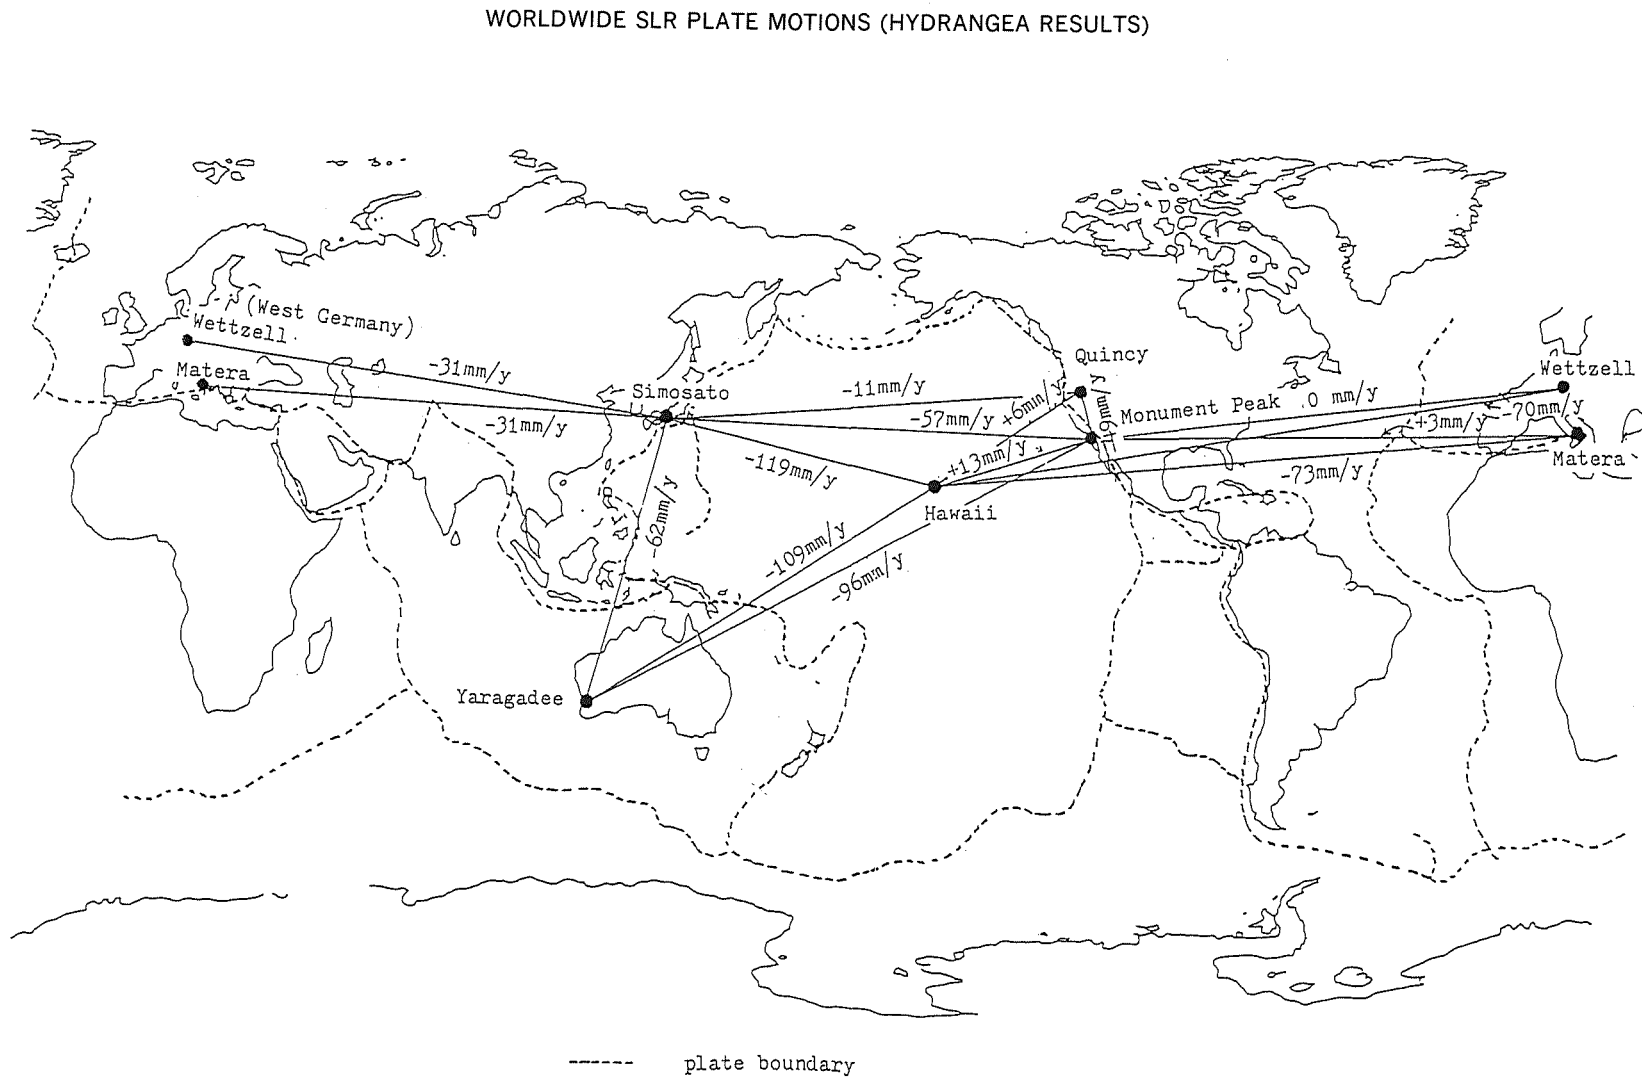 WORLDWIDE SLR PLATE MOTIONS (HYDRANGEA RESULTS)
(West Germany)
Wettzell
Matera
-31mm/y
-31mm/y
Simosato
-11mm/y
-57mm/y
+6mm/y
Quincy
Monument Peak
0 mm/y
Wettzell
-70mm/y
+3mm/y
Matera
-73mm/y
+13mm/y
-119mm/y
Hawaii
-62mm/y
-109mm/y
-96mm/y
Yaragadee
plate boundary